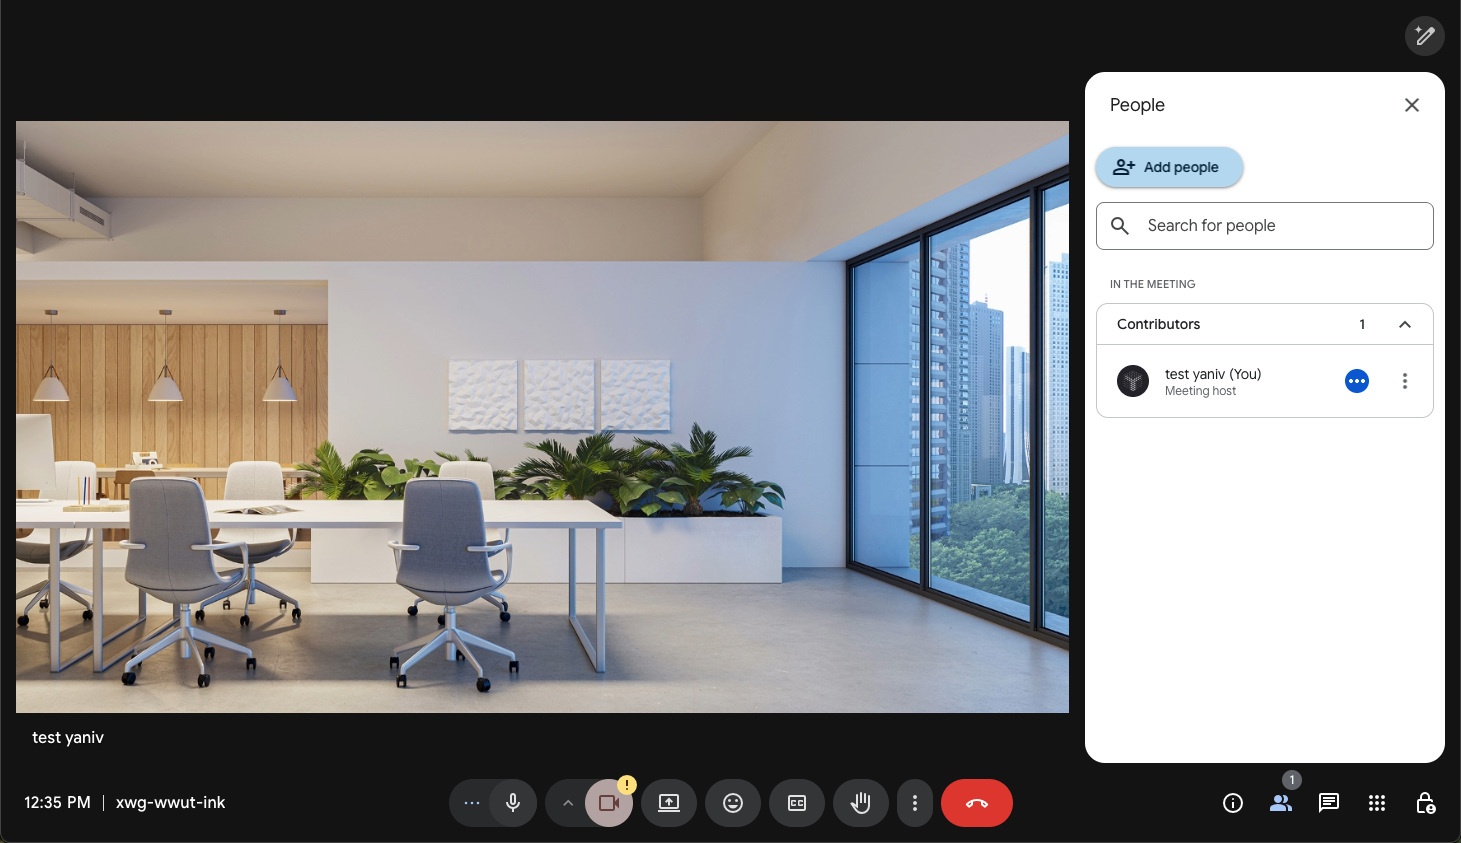 People
Add people
Search for people
IN THE MEETING
Contributors 1
test yaniv (You)
Meeting host
test yaniv
12:35 PM | xwg-wwut-ink
!
CC
1